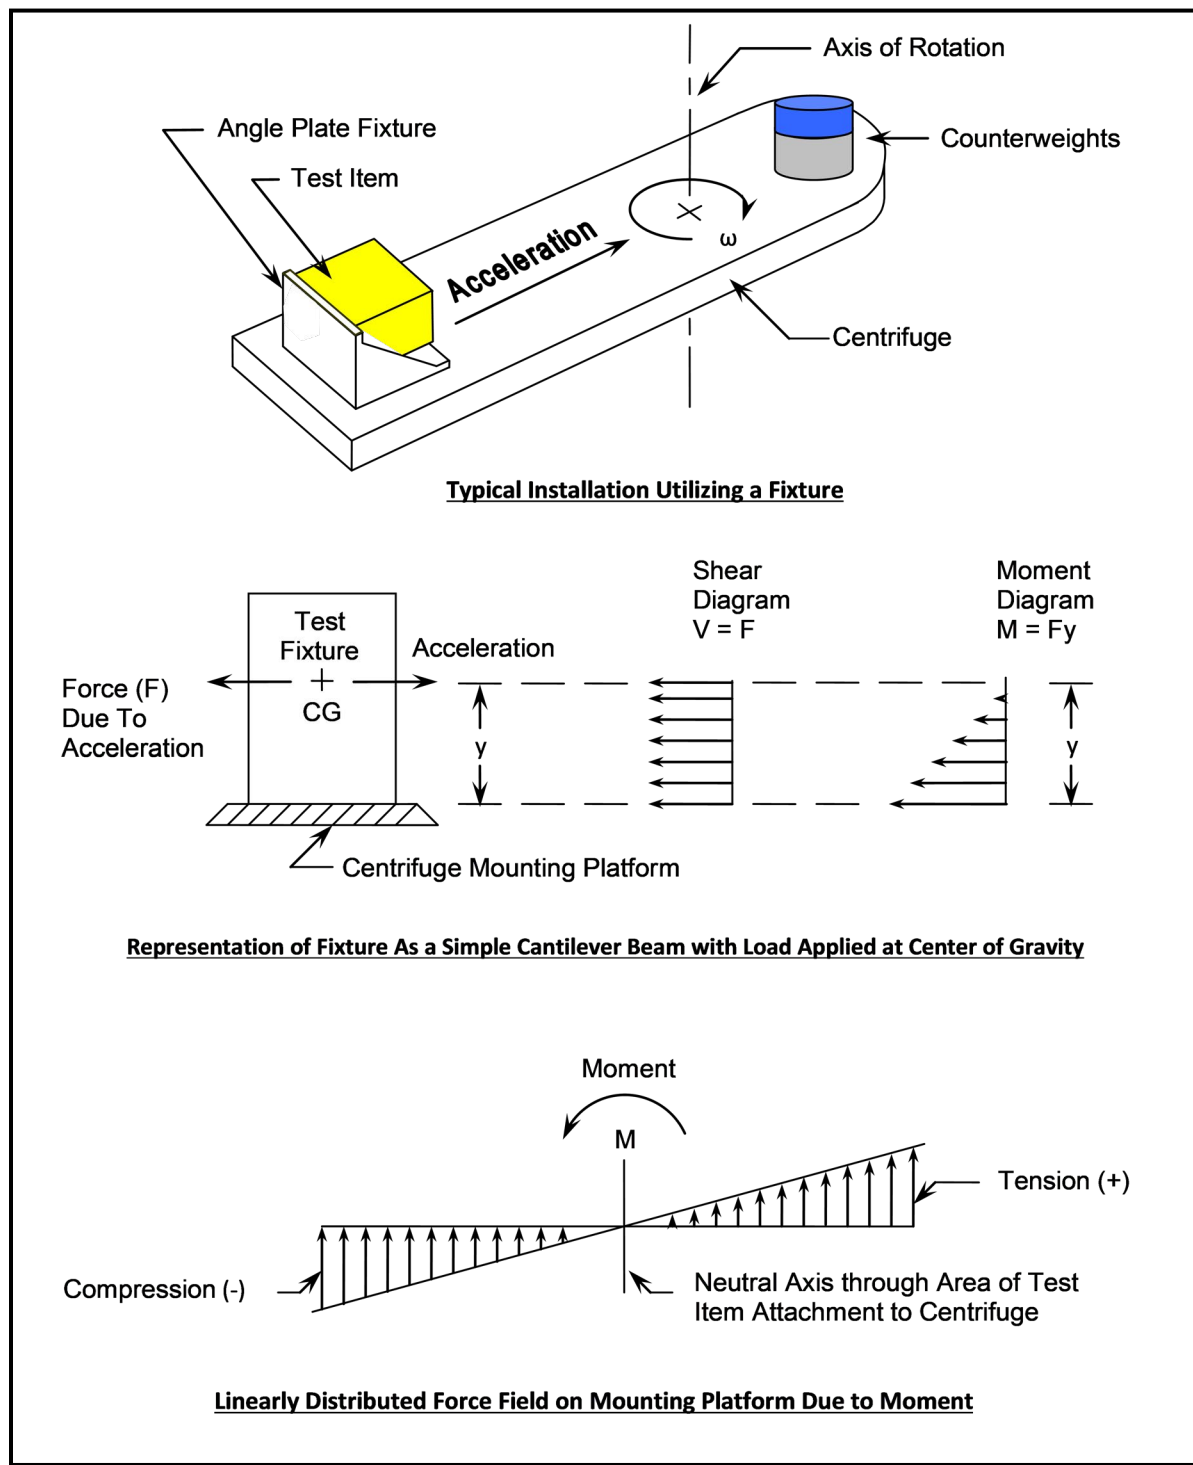 Axis of Rotation
Angle Plate Fixture
Counterweights
Test Item
Acceleration
ω
Centrifuge
Typical Installation Utilizing a Fixture
Shear
Diagram
V = F
Moment
Diagram
M = Fy
Test
Fixture
Acceleration
Force (F)
Due To
Acceleration
CG
y
y
Centrifuge Mounting Platform
Representation of Fixture As a Simple Cantilever Beam with Load Applied at Center of Gravity
Moment
M
Tension (+)
Compression (-)
Neutral Axis through Area of Test
Item Attachment to Centrifuge
Linearly Distributed Force Field on Mounting Platform Due to Moment